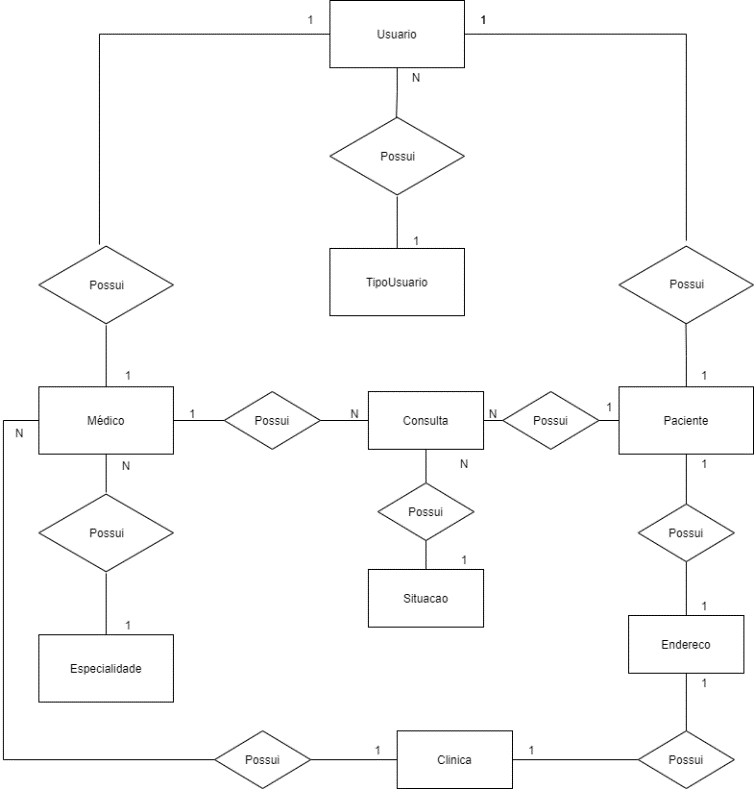 1
Usuario
1
N
Possui
1
TipoUsuario
Possui
Possui
1
1
Médico
1
Possui
N
Consulta
N
Possui
1
Paciente
N
N
N
1
Possui
Possui
Possui
1
Situacao
1
Endereco
1
Especialidade
1
Possui
1
Clinica
1
Possui